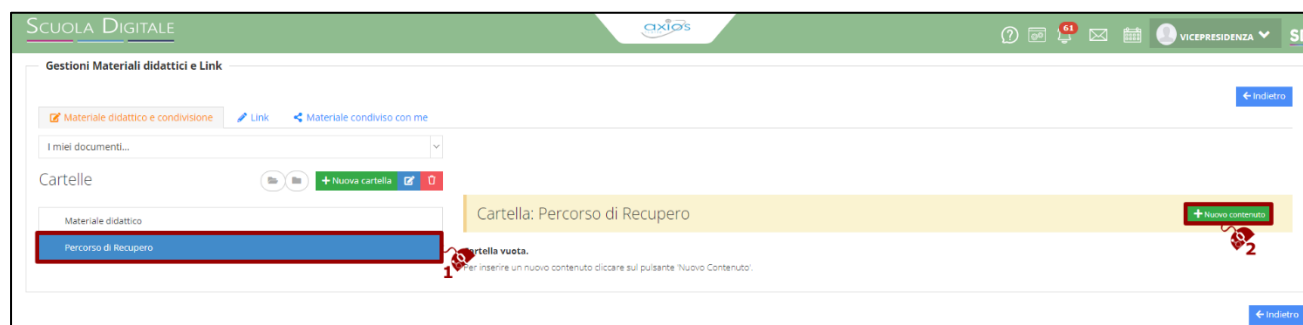 SCUOLA DIGITALE
axios
61
VICEPRESIDENZA
Gestioni Materiali didattici e Link
Indietro
Materiale didattico e condivisione
Link
Materiale condiviso con me
I miei documenti...
Cartelle
Nuova cartella
Materiale didattico
Percorso di Recupero
1
Cartella: Percorso di Recupero
+ Nuovo contenuto
2
vuota.
Per inserire un nuovo contenuto cliccare sul pulsante 'Nuovo Contenuto'.
Indietro